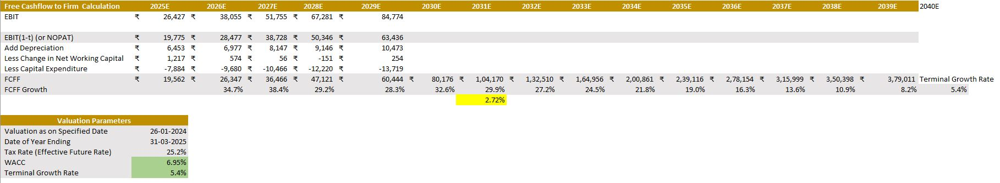 Free Cashflow to Firm Calculation 2025E 2026E 2027E 2028E 2029E 2030E 2031E 2032E 2033E 2034E 2035E 2036E 2037E 2038E 2039E 2040E
EBIT ₹ 26,427 ₹ 38,055 ₹ 51,755 ₹ 67,281 ₹ 84,774
EBIT(1-t) (or NOPAT) ₹ 19,775 ₹ 28,477 ₹ 38,728 ₹ 50,346 ₹ 63,436
Add Depreciation ₹ 6,453 ₹ 6,977 ₹ 8,147 ₹ 9,146 ₹ 10,473
Less Change in Net Working Capital ₹ 1,217 ₹ 574 ₹ 56 ₹ -151 ₹ 254
Less Capital Expenditure ₹ -7,884 ₹ -9,680 ₹ -10,466 ₹ -12,220 ₹ -13,719
FCFF ₹ 19,562 ₹ 26,347 ₹ 36,466 ₹ 47,121 ₹ 60,444 ₹ 80,176 ₹ 1,04,170 ₹ 1,32,510 ₹ 1,64,956 ₹ 2,00,861 ₹ 2,39,116 ₹ 2,78,154 ₹ 3,15,999 ₹ 3,50,398 ₹ 3,79,011 Terminal Growth Rate
FCFF Growth 34.7% 38.4% 29.2% 28.3% 32.6% 29.9% 27.2% 24.5% 21.8% 19.0% 16.3% 13.6% 10.9% 8.2% 5.4%
2.72%
Valuation Parameters
Valuation as on Specified Date 26-01-2024
Date of Year Ending 31-03-2025
Tax Rate (Effective Future Rate) 25.2%
WACC 6.95%
Terminal Growth Rate 5.4%